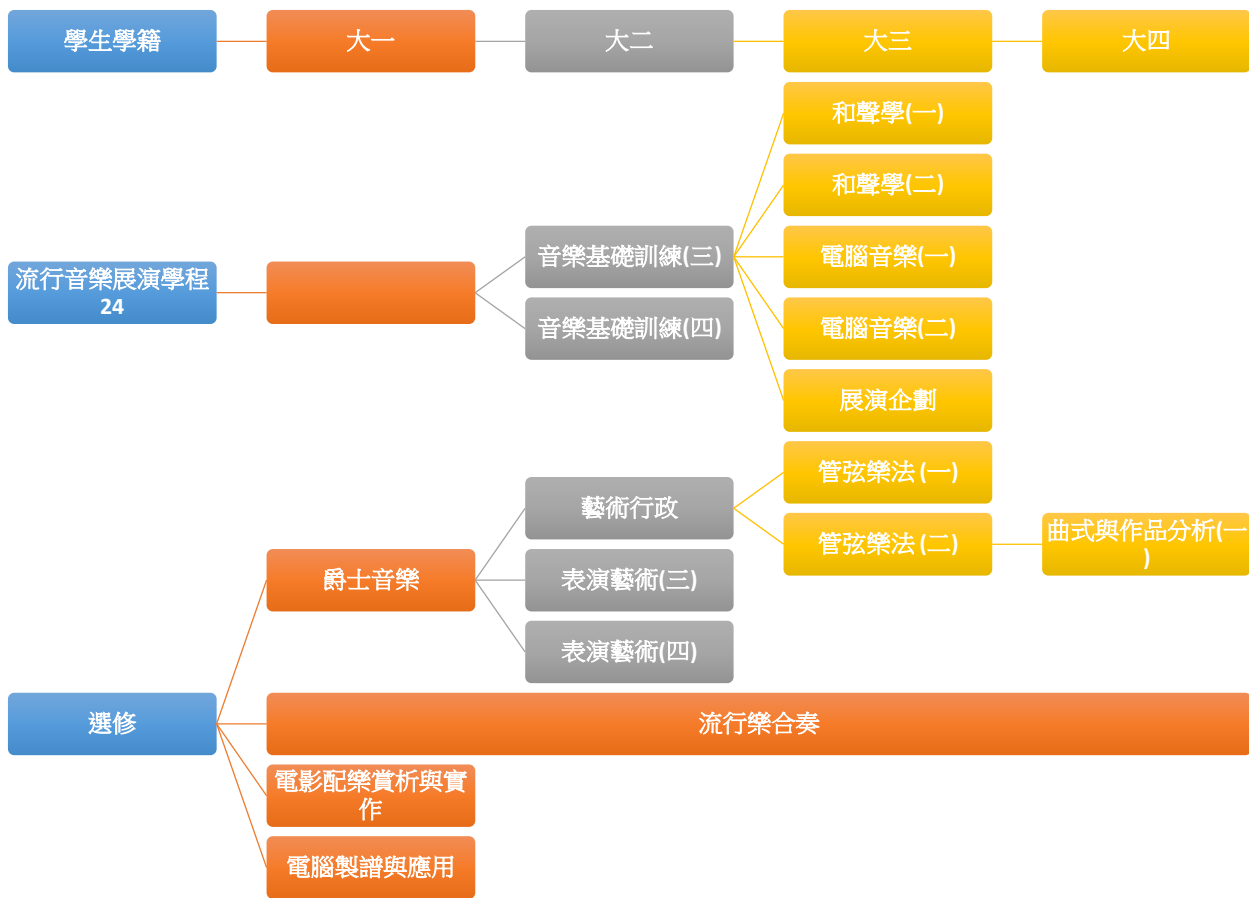 學生學籍
大一
大二
大三
大四
和聲學(一)
和聲學(二)
音樂基礎訓練(三)
電腦音樂(一)
流行音樂展演學程
24
音樂基礎訓練(四)
電腦音樂(二)
展演企劃
管弦樂法 (一)
藝術行政
管弦樂法 (二)
曲式與作品分析(一
)
爵士音樂
表演藝術(三)
表演藝術(四)
選修
流行樂合奏
電影配樂賞析與實
作
電腦製譜與應用